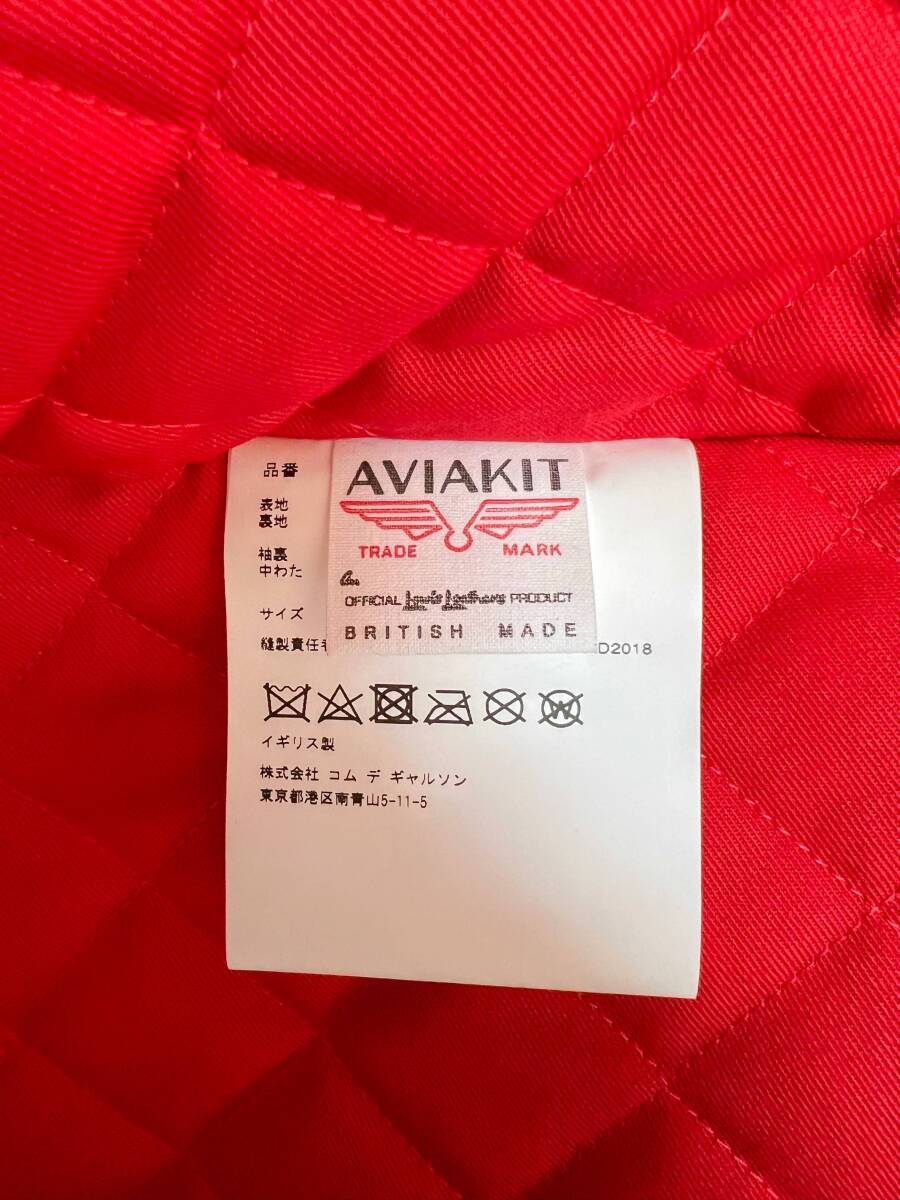 品番
表地
裏地
袖裏
中わた
サイズ
縫製責任
D2018
イギリス製
株式会社 コム デ ギャルソン
東京都港区南青山5-11-5
AVIAKIT
TRADE MARK
An
OFFICIAL Lewis Leathers PRODUCT
BRITISH MADE
W